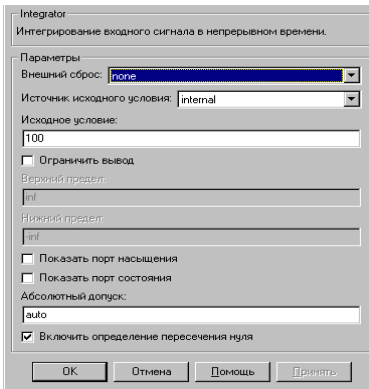 Integrator
Интегрирование входного сигнала в непрерывном времени.
Параметры
Внешний сброс: none
Источник исходного условия: internal
Исходное условие:
100
Ограничить вывод
Верхний предел:
inf
Нижний предел:
-inf
Показать порт насыщения
Показать порт состояния
Абсолютный допуск:
auto
Включить определение пересечения нуля
OK Отмена Помощь Принять